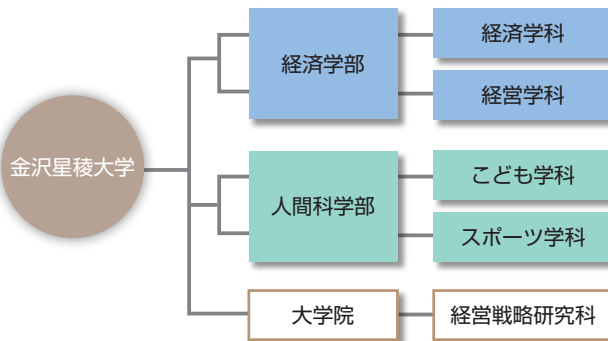 金沢星稜大学
経済学部
経済学科
経営学科
人間科学部
こども学科
スポーツ学科
大学院
経営戦略研究科